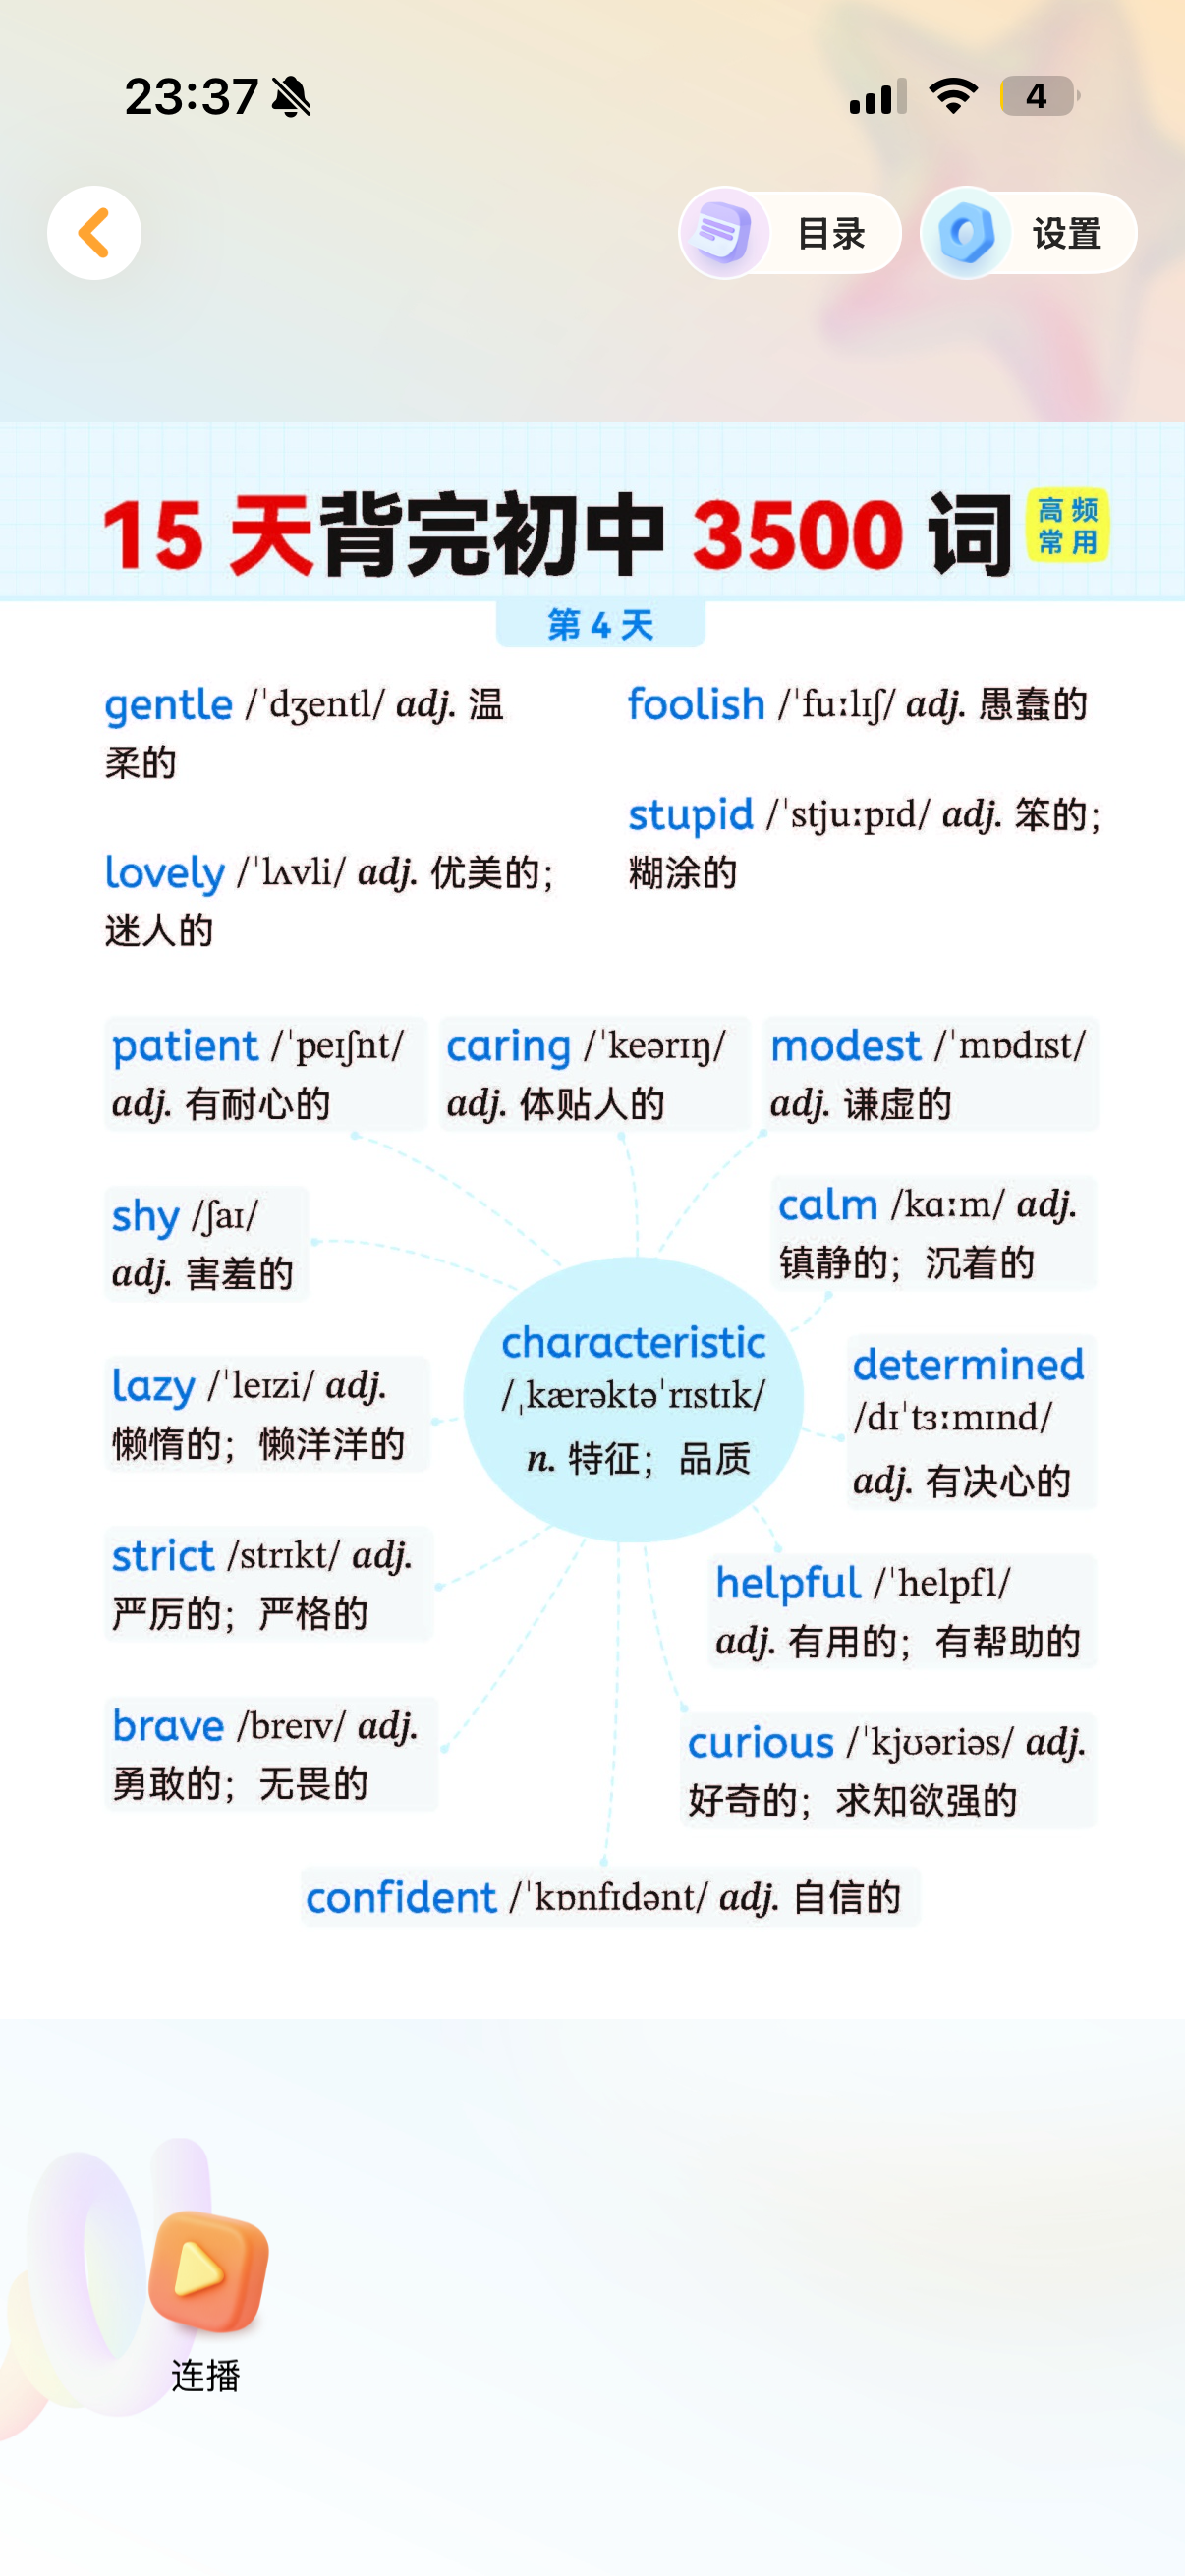 23:37
4
目录
设置
15 天背完初中 3500 词
高频
常用
第 4 天
gentle /ˈdʒentl/ adj. 温
柔的
lovely /ˈlʌvli/ adj. 优美的；
迷人的
foolish /ˈfuːlɪʃ/ adj. 愚蠢的
stupid /ˈstjuːpɪd/ adj. 笨的；
糊涂的
patient /ˈpeɪʃnt/
adj. 有耐心的
caring /ˈkeərɪŋ/
adj. 体贴人的
modest /ˈmɒdɪst/
adj. 谦虚的
shy /ʃaɪ/
adj. 害羞的
calm /kɑːm/ adj.
镇静的；沉着的
characteristic
/ˌkærəktəˈrɪstɪk/
n. 特征；品质
lazy /ˈleɪzi/ adj.
懒惰的；懒洋洋的
determined
/dɪˈtɜːmɪnd/
adj. 有决心的
strict /strɪkt/ adj.
严厉的；严格的
helpful /ˈhelpfl/
adj. 有用的；有帮助的
brave /breɪv/ adj.
勇敢的；无畏的
curious /ˈkjʊəriəs/ adj.
好奇的；求知欲强的
confident /ˈkɒnfɪdənt/ adj. 自信的
连播